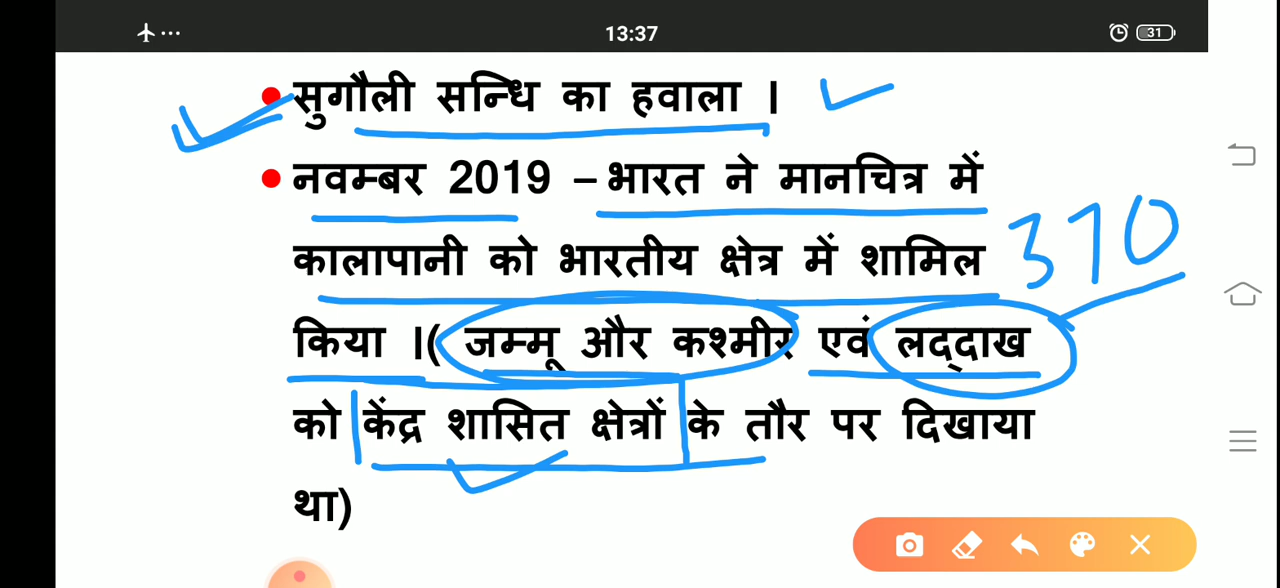 13:37
31
सुगौली सन्धि का हवाला ।
नवम्बर 2019 – भारत ने मानचित्र में
कालापानी को भारतीय क्षेत्र में शामिल
370
किया ।( जम्मू और कश्मीर एवं लद्दाख
को केंद्र शासित क्षेत्रों के तौर पर दिखाया
था)